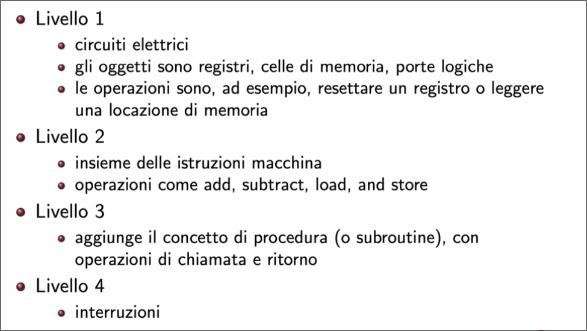 Livello 1
circuiti elettrici
gli oggetti sono registri, celle di memoria, porte logiche
le operazioni sono, ad esempio, resettare un registro o leggere
una locazione di memoria
Livello 2
insieme delle istruzioni macchina
operazioni come add, subtract, load, and store
Livello 3
aggiunge il concetto di procedura (o subroutine), con
operazioni di chiamata e ritorno
Livello 4
interruzioni